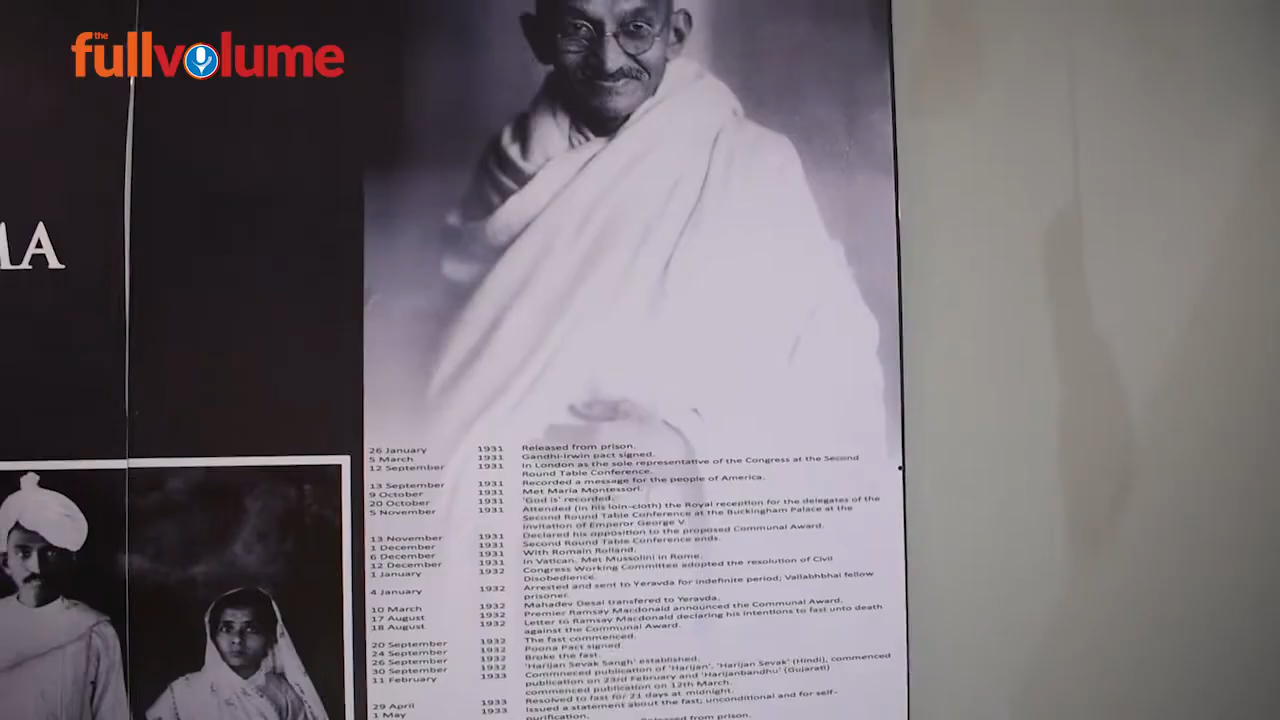 the
fullvolume
MA
26 January 1931 Released from prison.
5 March 1931 Gandhi-Irwin pact signed.
12 September 1931 In London as the sole representative of the Congress at the Second
Round Table Conference.
13 September 1931 Recorded a message for the people of America.
9 October 1931 Met Maria Montessori.
20 October 1931 'God is' recorded.
5 November 1931 Attended (in his loin-cloth) the Royal reception for the delegates of the
Second Round Table Conference at the Buckingham Palace at the
invitation of Emperor George V.
13 November 1931 Declared his opposition to the proposed Communal Award.
1 December 1931 Second Round Table Conference ends.
6 December 1931 With Romain Rolland.
12 December 1931 In Vatican. Met Mussolini in Rome.
1 January 1932 Congress Working Committee adopted the resolution of Civil
Disobedience.
4 January 1932 Arrested and sent to Yeravda for indefinite period; Vallabhbhai fellow
prisoner.
10 March 1932 Mahadev Desai transfered to Yeravda.
17 August 1932 Premier Ramsay Macdonald announced the Communal Award.
18 August 1932 Letter to Ramsay Macdonald declaring his intentions to fast unto death
against the Communal Award.
20 September 1932 The fast commenced.
24 September 1932 Poona Pact signed.
26 September 1932 Broke the fast.
30 September 1932 'Harijan Sevak Sangh' established.
11 February 1933 Commneced publication of 'Harijan'. 'Harijan Sevak' (Hindi), commenced
publication on 23rd February and 'Harijanbandhu' (Gujarati)
commenced publication on 12th March.
29 April 1933 Resolved to fast for 21 days at midnight.
1 May 1933 Issued a statement about the fast; unconditional and for self-
purification.
Released from prison.